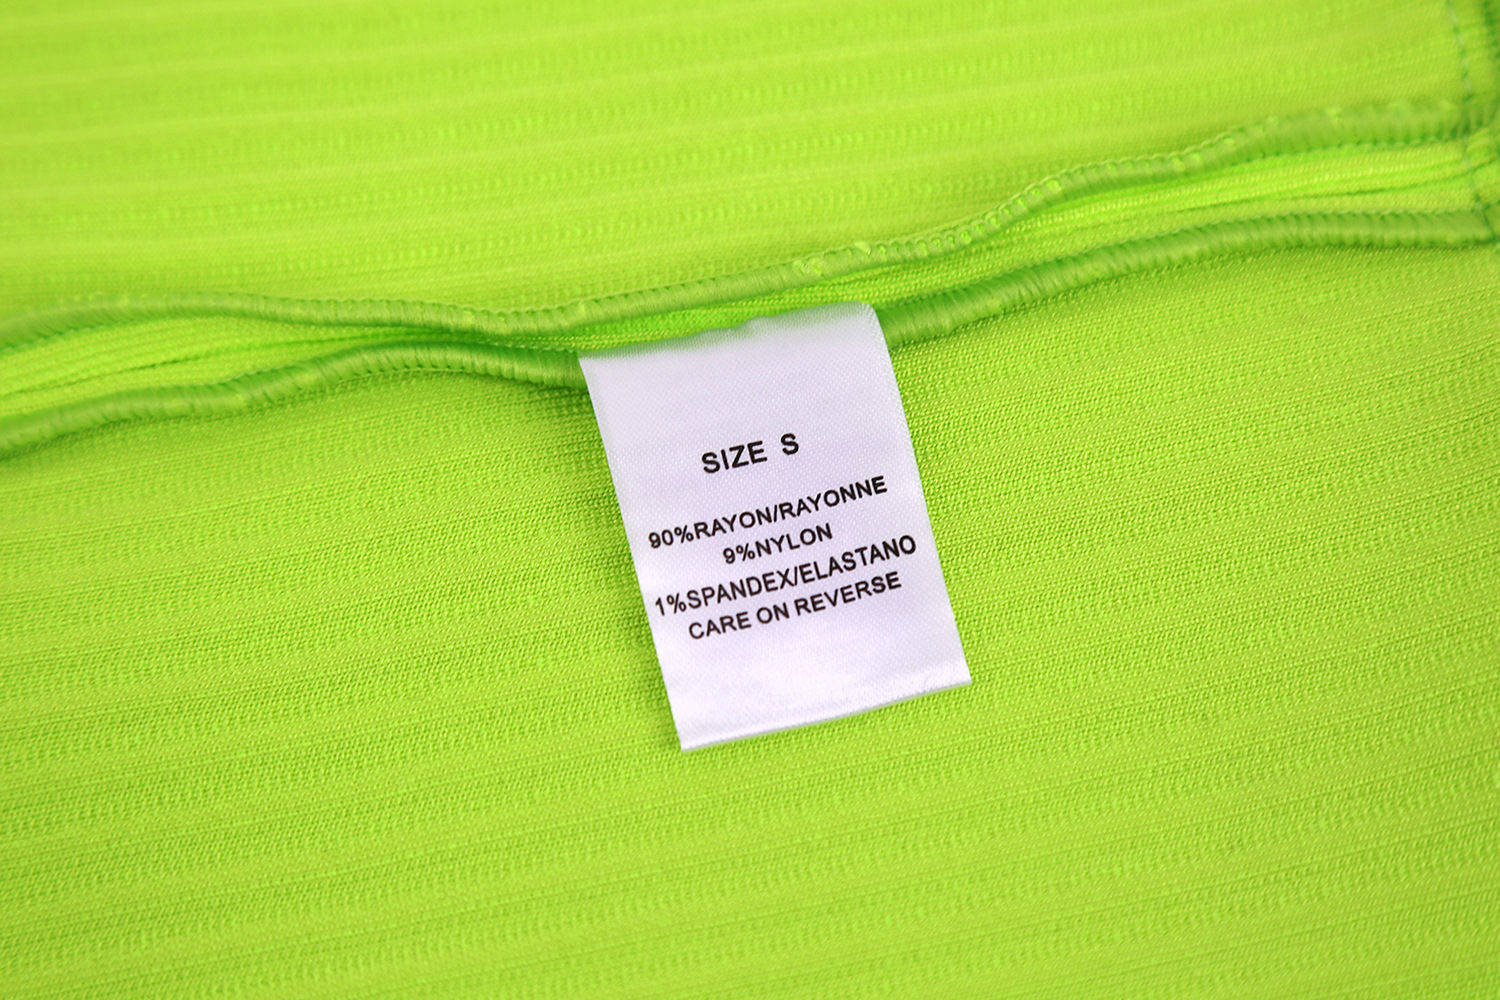 SIZE S
90%RAYON/RAYONNE
9%NYLON
1%SPANDEX/ELASTANO
CARE ON REVERSE